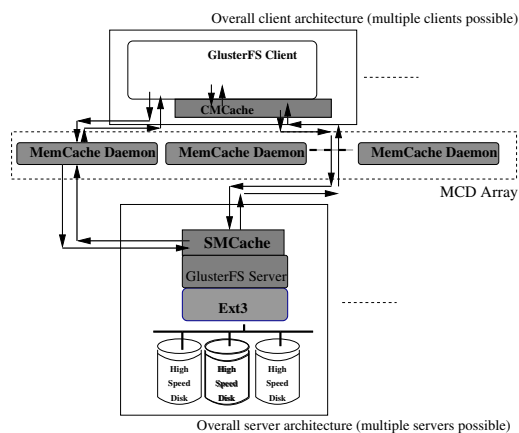 Overall client architecture (multiple clients possible)
GlusterFS Client
CMCache
MemCache Daemon
MemCache Daemon
MemCache Daemon
MCD Array
SMCache
GlusterFS Server
Ext3
High
Speed
Disk
High
Speed
Disk
High
Speed
Disk
Overall server architecture (multiple servers possible)